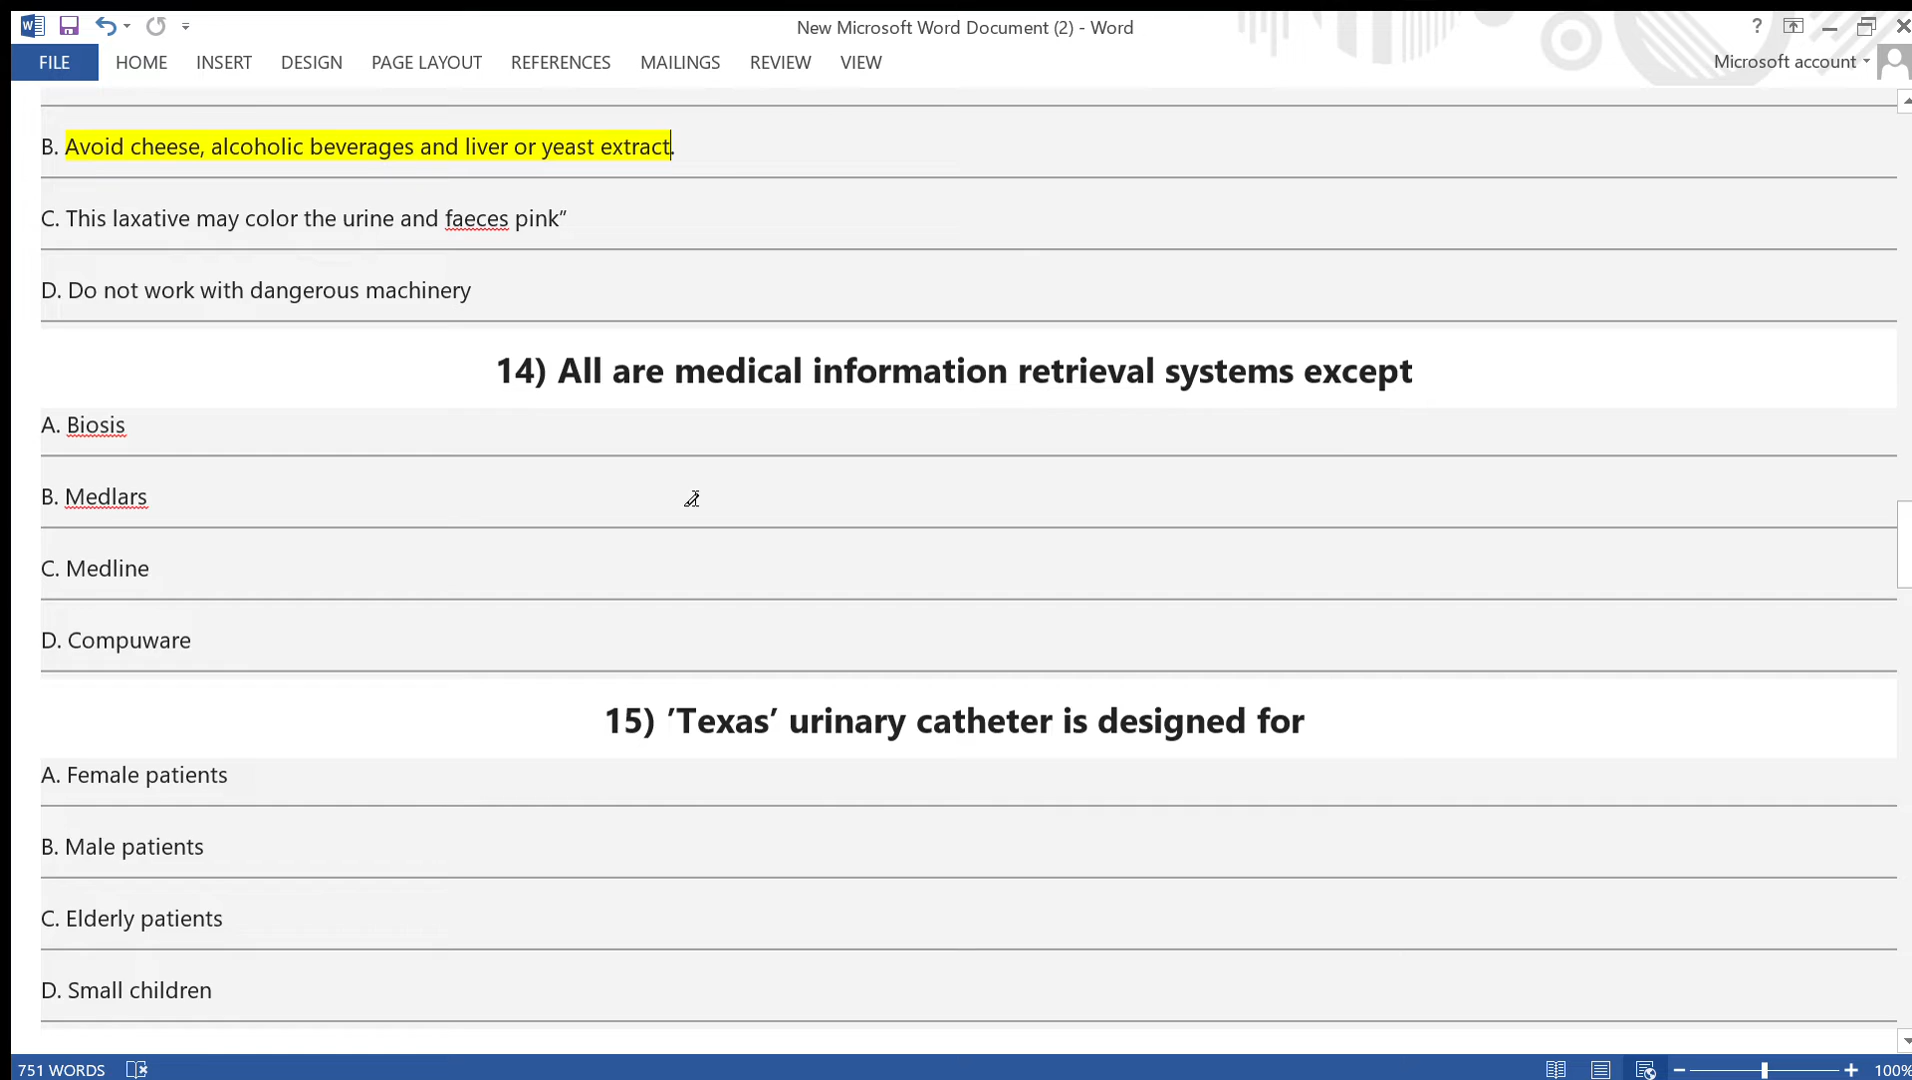 New Microsoft Word Document (2) - Word
?
FILE HOME INSERT DESIGN PAGE LAYOUT REFERENCES MAILINGS REVIEW VIEW Microsoft account
B. Avoid cheese, alcoholic beverages and liver or yeast extract.
C. This laxative may color the urine and faeces pink”
D. Do not work with dangerous machinery
14) All are medical information retrieval systems except
A. Biosis
B. Medlars
C. Medline
D. Compuware
15) ’Texas’ urinary catheter is designed for
A. Female patients
B. Male patients
C. Elderly patients
D. Small children
751 WORDS 100%